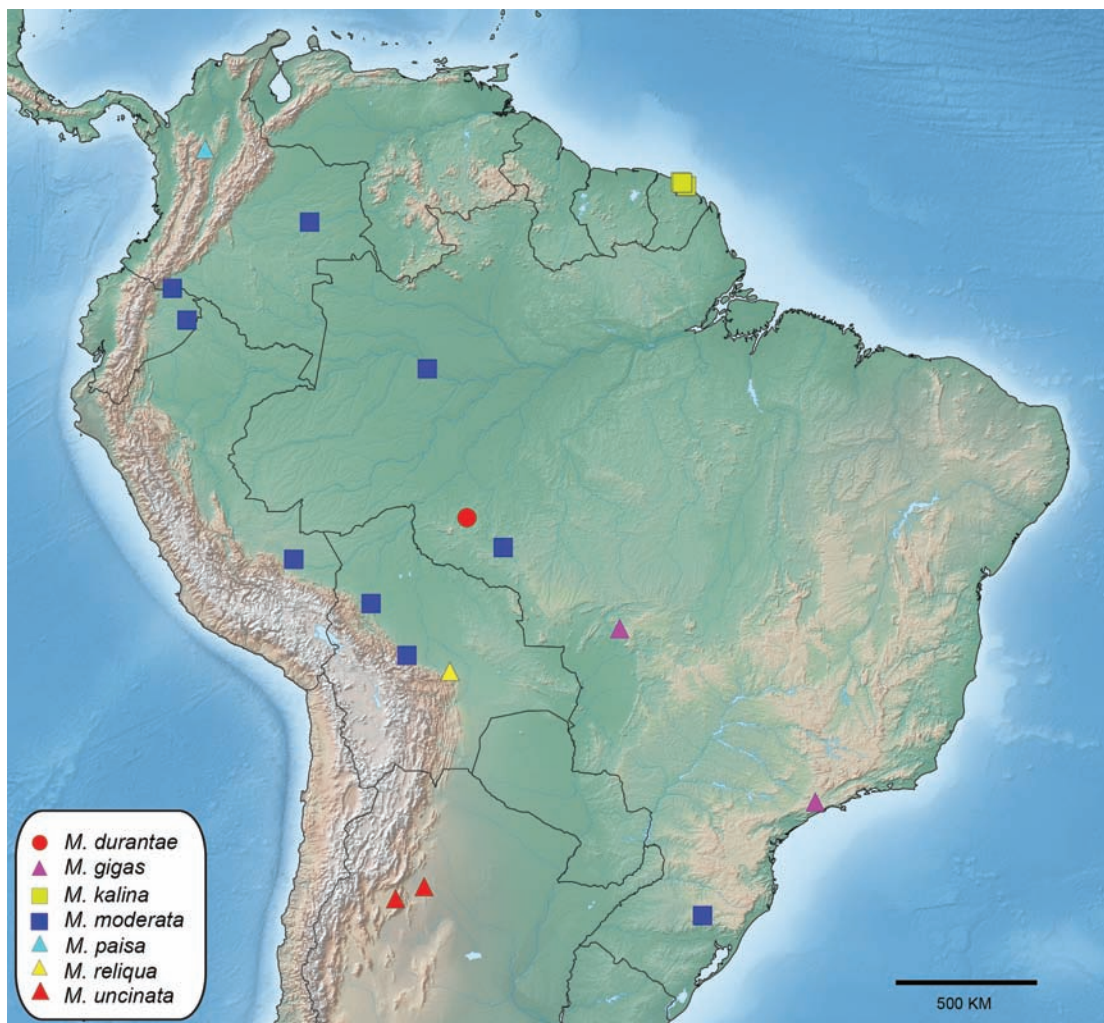 M. durantae
M. gigas
M. kalina
M. moderata
M. paisa
M. reliqua
M. uncinata
500 KM